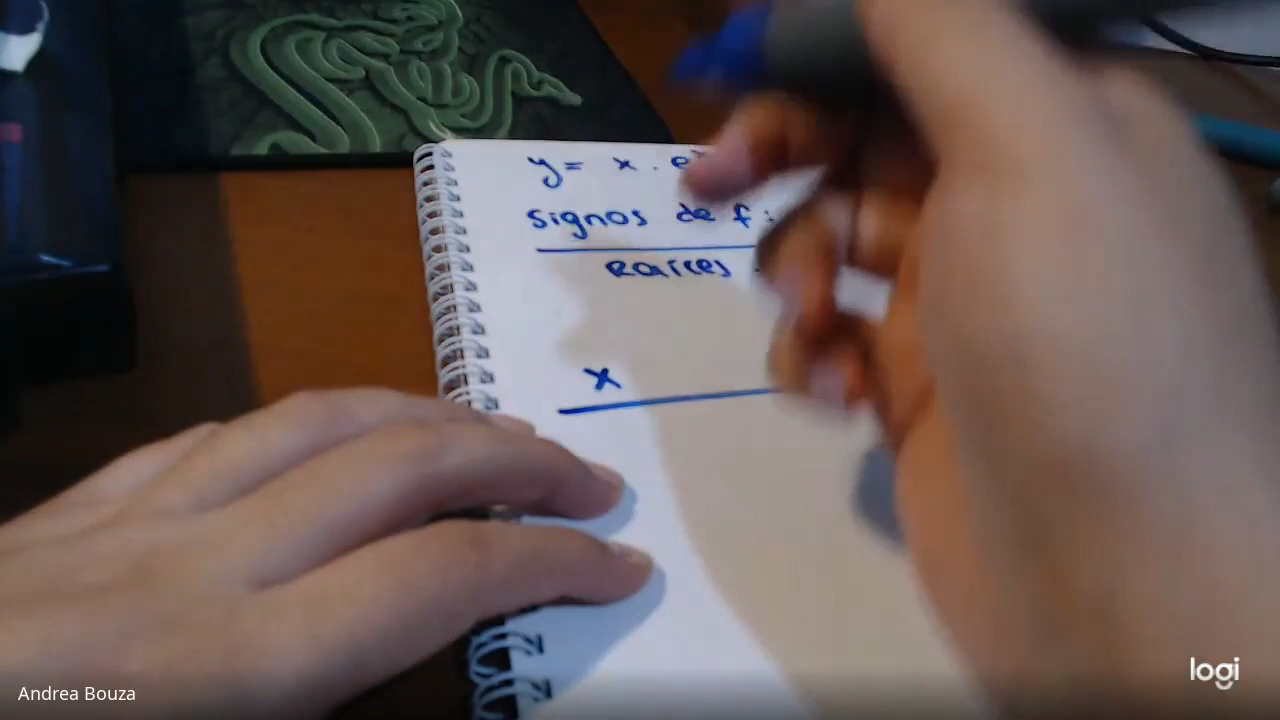 y = x . e
signos de f :
Raíces
x
Andrea Bouza
logi